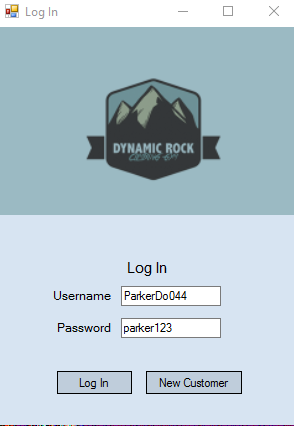 Log In
DYNAMIC ROCK
Log In
Username ParkerDo044
Password parker123
Log In New Customer